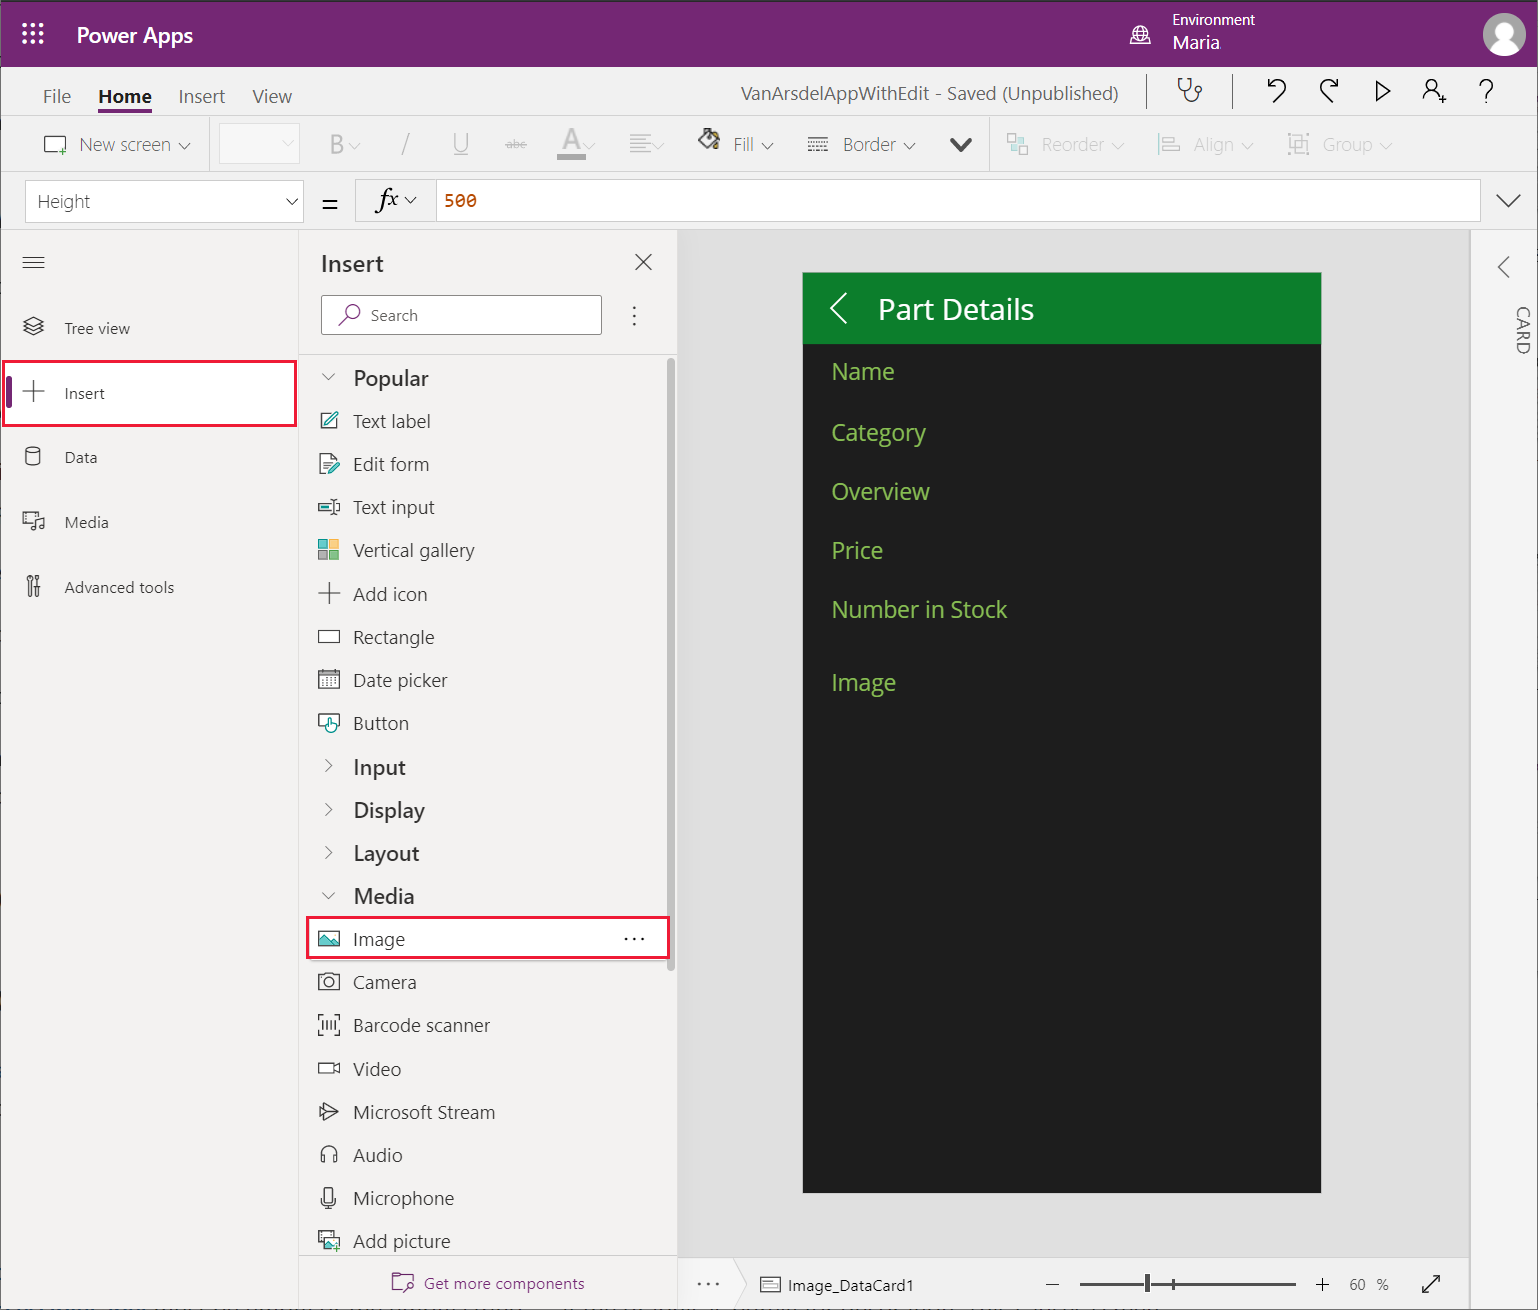 Power Apps
Environment
Maria
File Home Insert View
VanArsdelAppWithEdit - Saved (Unpublished)
?
New screen
B / U abc A
Fill
Border
Reorder
Align
Group
Height
=
fx
500
Tree view
Insert
Data
Media
Advanced tools
Insert
Search
Popular
Text label
Edit form
Text input
Vertical gallery
Add icon
Rectangle
Date picker
Button
Input
Display
Layout
Media
Image ...
Camera
Barcode scanner
Video
Microsoft Stream
Audio
Microphone
Add picture
Get more components
Part Details
Name
Category
Overview
Price
Number in Stock
Image
CARD
... Image_DataCard1
60 %